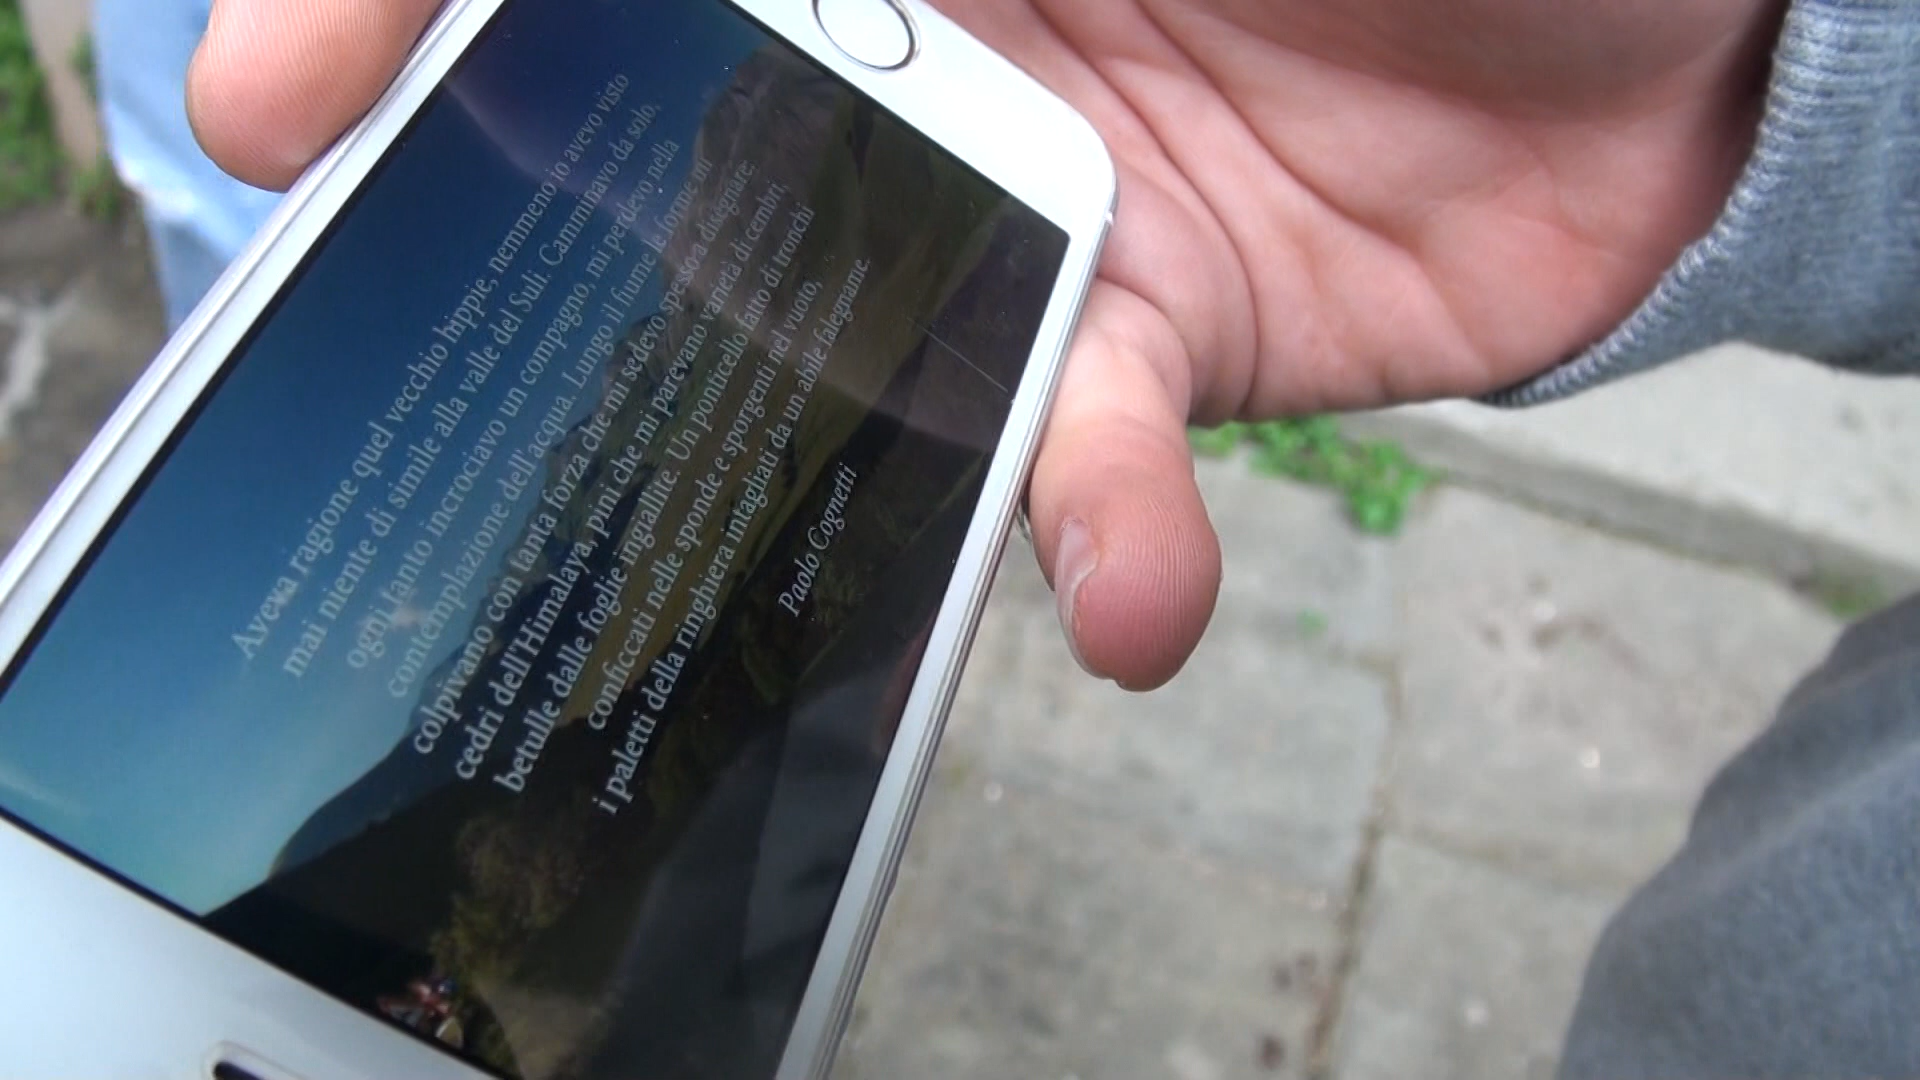 Aveva ragione quel vecchio hippie, nemmeno io avevo visto
mai niente di simile alla valle del Suli. Camminavo da solo,
ogni tanto incrociavo un compagno, mi perdevo nella
contemplazione dell'acqua. Lungo il fiume le forme mi
colpivano con tanta forza che mi sedevo spesso a disegnare:
cedri dell'Himalaya, pini che mi parevano varietà di cembri,
betulle dalle foglie ingiallite. Un ponticello fatto di tronchi
conficcati nelle sponde e sporgenti nel vuoto,
i paletti della ringhiera intagliati da un abile falegname.
Paolo Cognetti